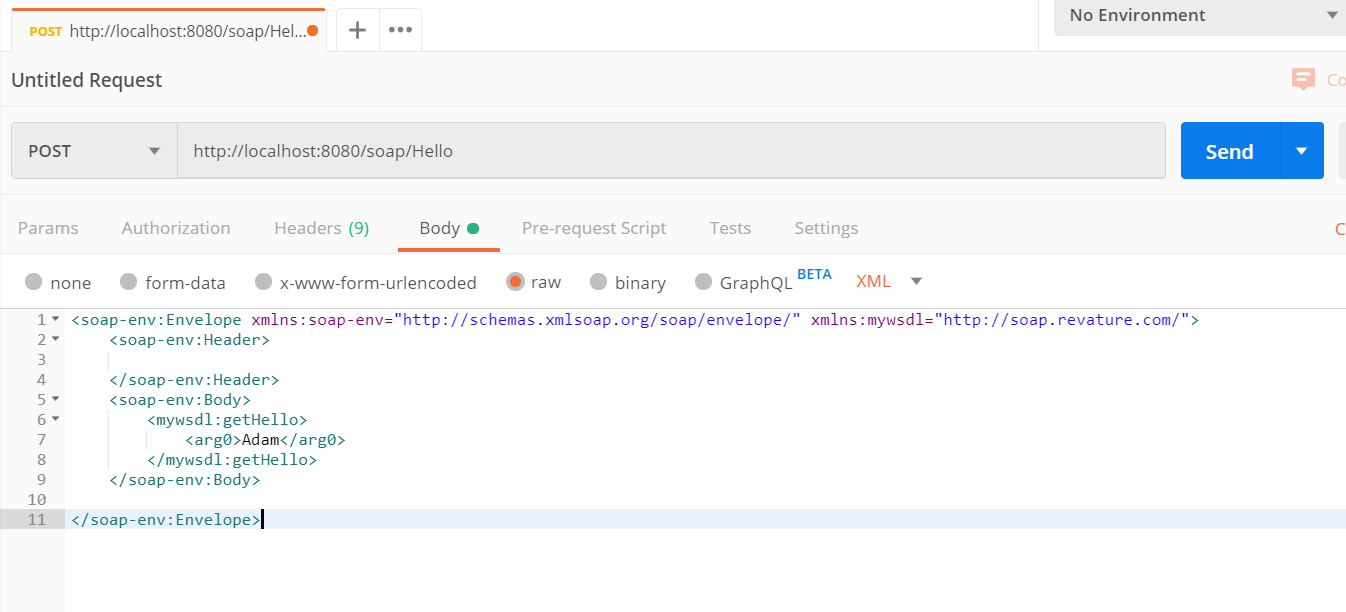 POST http://localhost:8080/soap/Hel... + ••• No Environment
Untitled Request Co
POST http://localhost:8080/soap/Hello Send
Params Authorization Headers (9) Body Pre-request Script Tests Settings C
none form-data x-www-form-urlencoded raw binary GraphQL BETA XML
1 <soap-env:Envelope xmlns:soap-env="http://schemas.xmlsoap.org/soap/envelope/" xmlns:mywsdl="http://soap.revature.com/">
2 <soap-env:Header>
3
4 </soap-env:Header>
5 <soap-env:Body>
6 <mywsdl:getHello>
7 <arg0>Adam</arg0>
8 </mywsdl:getHello>
9 </soap-env:Body>
10
11 </soap-env:Envelope>